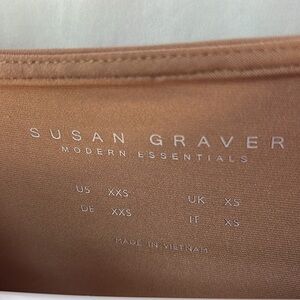 SUSAN GRAVER
MODERN ESSENTIALS
US XXS UK XS
DE XXS IT XS
MADE IN VIETNAM